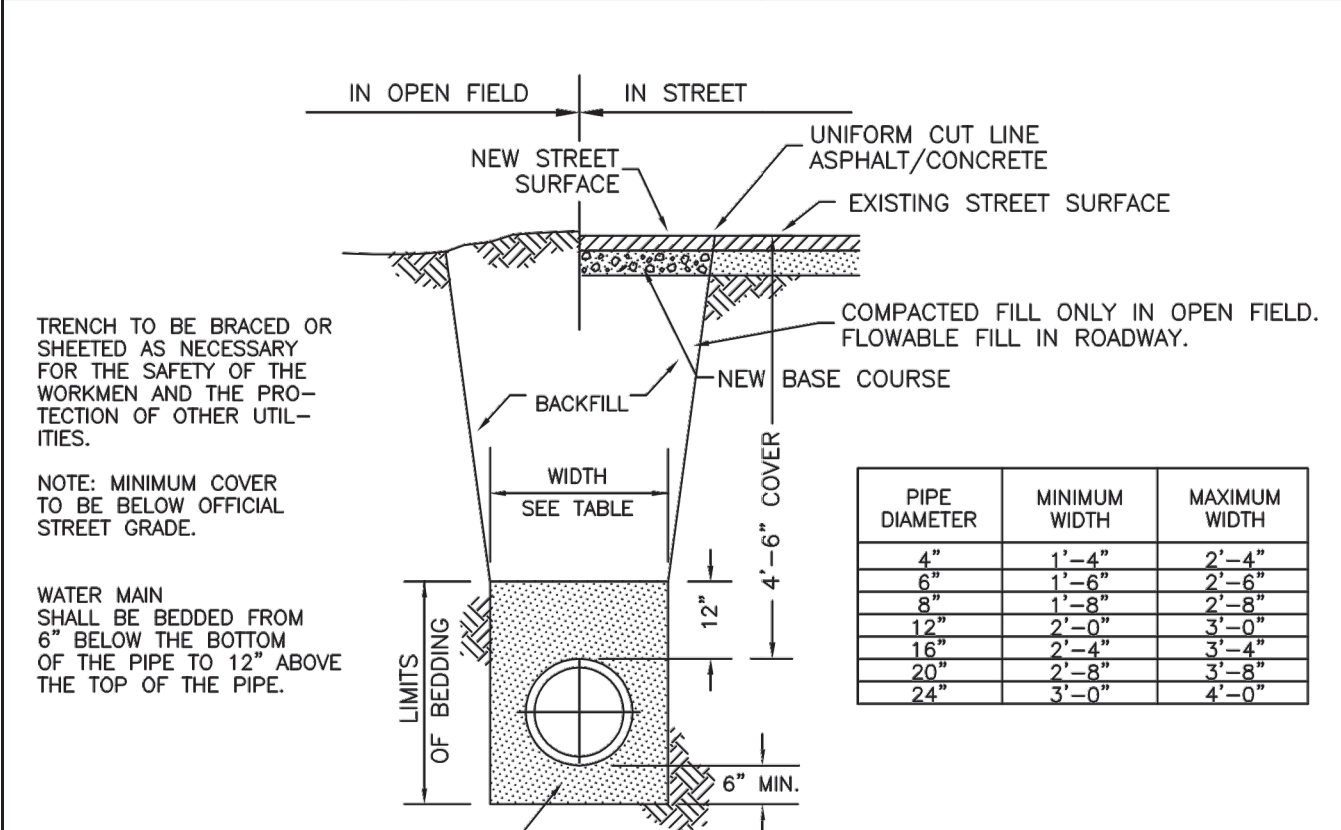 IN OPEN FIELD
IN STREET
UNIFORM CUT LINE
ASPHALT/CONCRETE
NEW STREET
SURFACE
EXISTING STREET SURFACE
COMPACTED FILL ONLY IN OPEN FIELD.
FLOWABLE FILL IN ROADWAY.
NEW BASE COURSE
BACKFILL
TRENCH TO BE BRACED OR
SHEETED AS NECESSARY
FOR THE SAFETY OF THE
WORKMEN AND THE PRO–
TECTION OF OTHER UTIL–
ITIES.
NOTE: MINIMUM COVER
TO BE BELOW OFFICIAL
STREET GRADE.
WATER MAIN
SHALL BE BEDDED FROM
6" BELOW THE BOTTOM
OF THE PIPE TO 12" ABOVE
THE TOP OF THE PIPE.
WIDTH
SEE TABLE
4'–6" COVER
12"
LIMITS
OF BEDDING
6" MIN.
PIPE DIAMETER MINIMUM WIDTH MAXIMUM WIDTH
4" 1'–4" 2'–4"
6" 1'–6" 2'–6"
8" 1'–8" 2'–8"
12" 2'–0" 3'–0"
16" 2'–4" 3'–4"
20" 2'–8" 3'–8"
24" 3'–0" 4'–0"